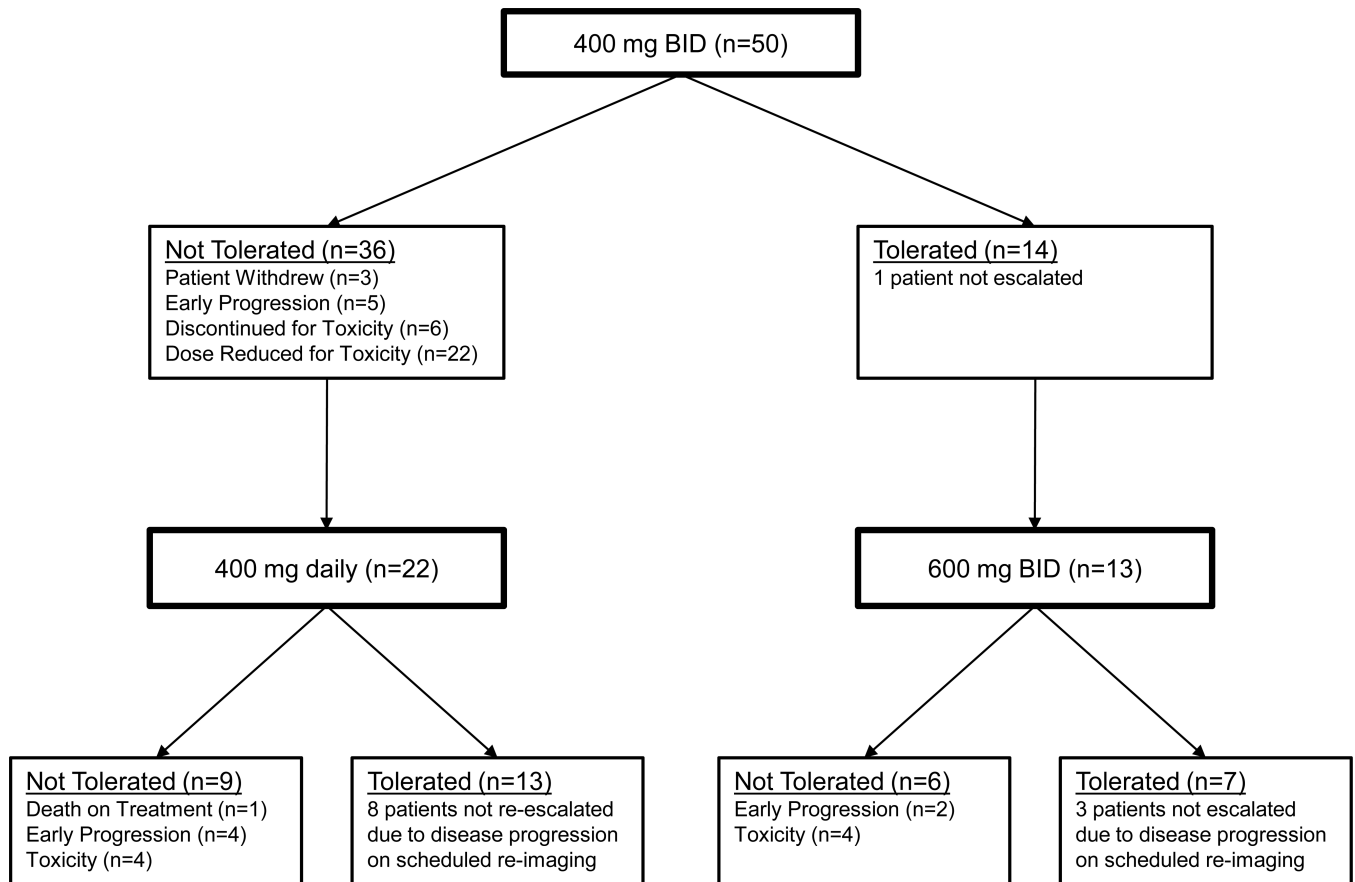 400 mg BID (n=50)
Not Tolerated (n=36)
Patient Withdrew (n=3)
Early Progression (n=5)
Discontinued for Toxicity (n=6)
Dose Reduced for Toxicity (n=22)
Tolerated (n=14)
1 patient not escalated
400 mg daily (n=22)
600 mg BID (n=13)
Not Tolerated (n=9)
Death on Treatment (n=1)
Early Progression (n=4)
Toxicity (n=4)
Tolerated (n=13)
8 patients not re-escalated
due to disease progression
on scheduled re-imaging
Not Tolerated (n=6)
Early Progression (n=2)
Toxicity (n=4)
Tolerated (n=7)
3 patients not escalated
due to disease progression
on scheduled re-imaging